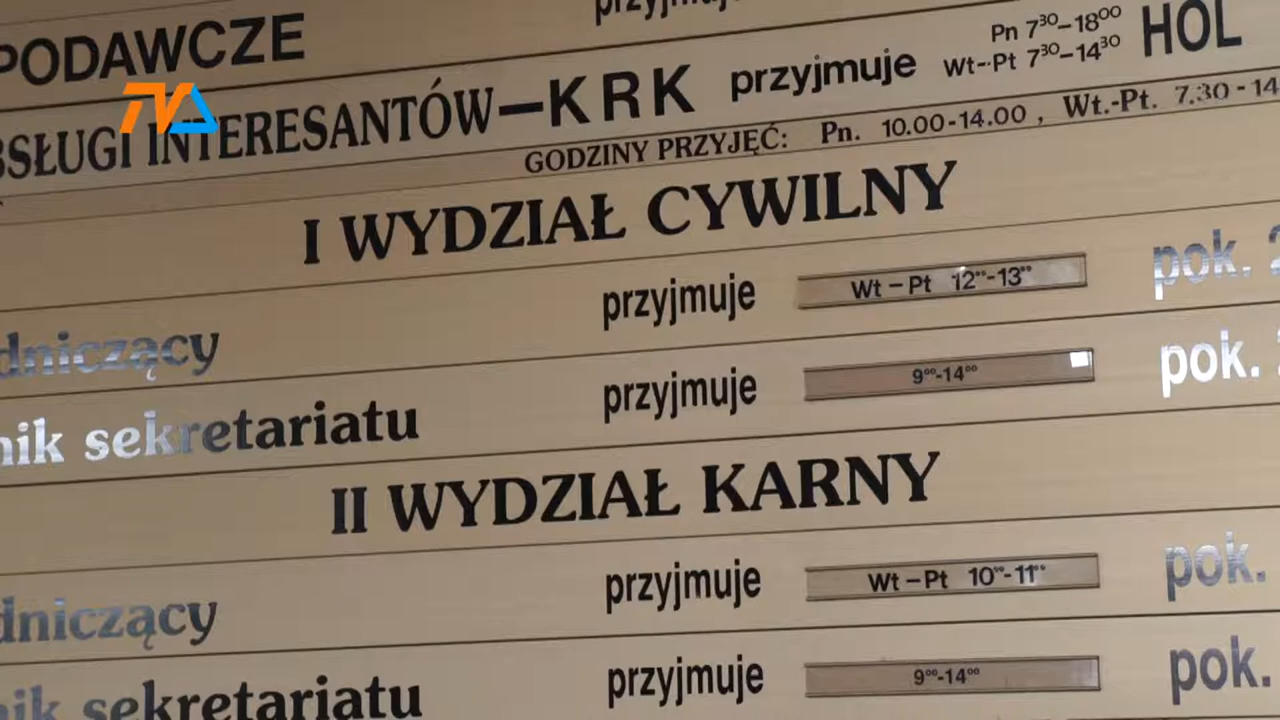 przyjmuje
PODAWCZE
BSŁUGI INTERESANTÓW–KRK przyjmuje Pn 7³⁰–18⁰⁰ HOL
Wt–Pt 7³⁰–14³⁰
GODZINY PRZYJĘĆ: Pn. 10.00-14.00 , Wt.-Pt. 7.30 - 14
I WYDZIAŁ CYWILNY
dniczący przyjmuje Wt – Pt 12⁰⁰-13⁰⁰ pok. 2
nik sekretariatu przyjmuje 9⁰⁰-14⁰⁰ pok.
II WYDZIAŁ KARNY
dniczący przyjmuje Wt – Pt 10⁰⁰-11⁰⁰ pok.
nik sekretariatu przyjmuje 9⁰⁰-14⁰⁰ pok.